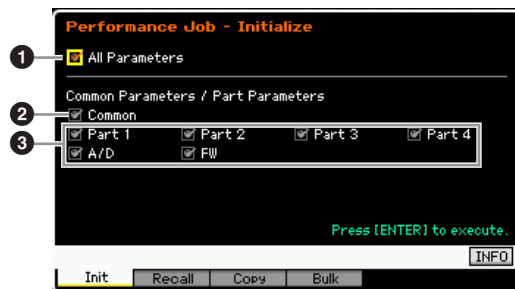 Performance Job - Initialize
1 All Parameters
Common Parameters / Part Parameters
2 Common
3 Part 1 Part 2 Part 3 Part 4
A/D FW
Press [ENTER] to execute.
INFO
Init Recall Copy Bulk